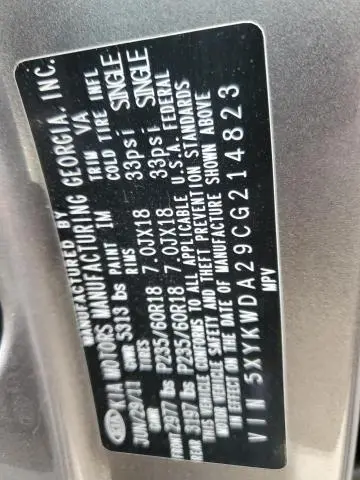 KIA MANUFACTURED BY
KIA MOTORS MANUFACTURING GEORGIA, INC.
JUN/29/11 PAINT IM TRIM VA
GVWR 5313 lbs TIRES RIMS COLD TIRE INFL
GAWR
FRONT 2977 lbs P235/60R18 7.0JX18 33psi SINGLE
REAR 3197 lbs P235/60R18 7.0JX18 33psi SINGLE
THIS VEHICLE CONFORMS TO ALL APPLICABLE U.S.A. FEDERAL
MOTOR VEHICLE SAFETY AND THEFT PREVENTION STANDARDS
IN EFFECT ON THE DATE OF MANUFACTURE SHOWN ABOVE
VIN 5XYKWDA29CG214823
MPV